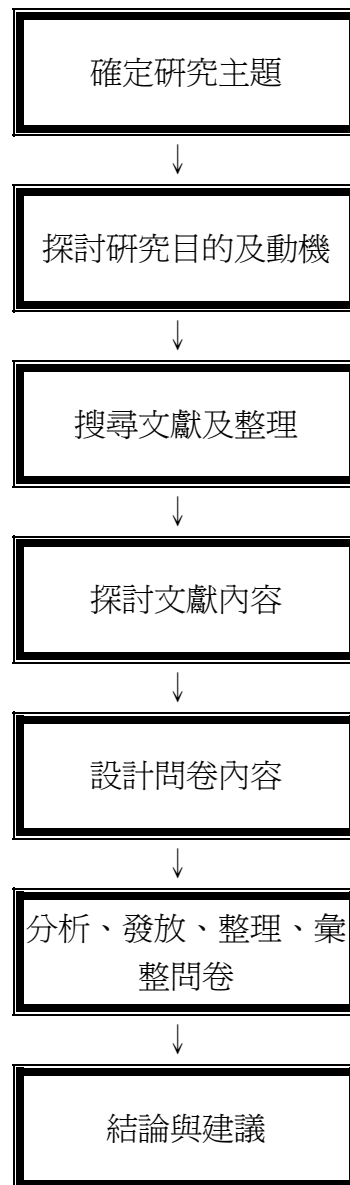 確定研究主題
↓
探討研究目的及動機
↓
搜尋文獻及整理
↓
探討文獻內容
↓
設計問卷內容
↓
分析、發放、整理、彙
整問卷
↓
結論與建議